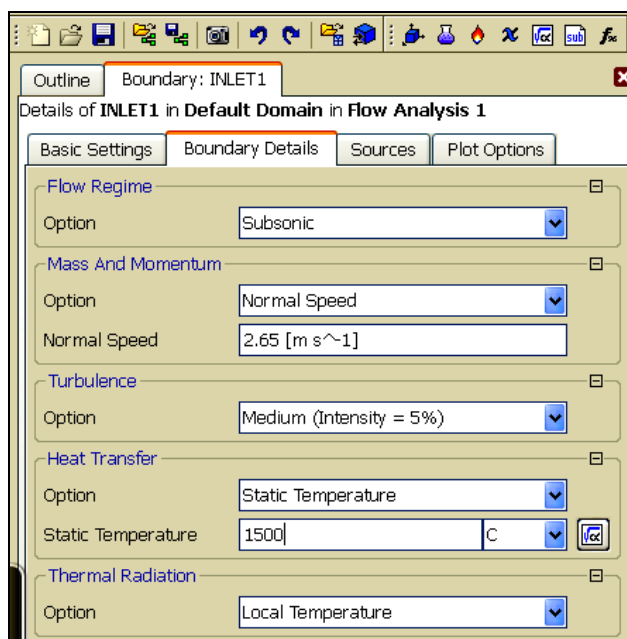 Outline Boundary: INLET1
Details of INLET1 in Default Domain in Flow Analysis 1
Basic Settings Boundary Details Sources Plot Options
Flow Regime
Option Subsonic
Mass And Momentum
Option Normal Speed
Normal Speed 2.65 [m s^-1]
Turbulence
Option Medium (Intensity = 5%)
Heat Transfer
Option Static Temperature
Static Temperature 1500 C
Thermal Radiation
Option Local Temperature